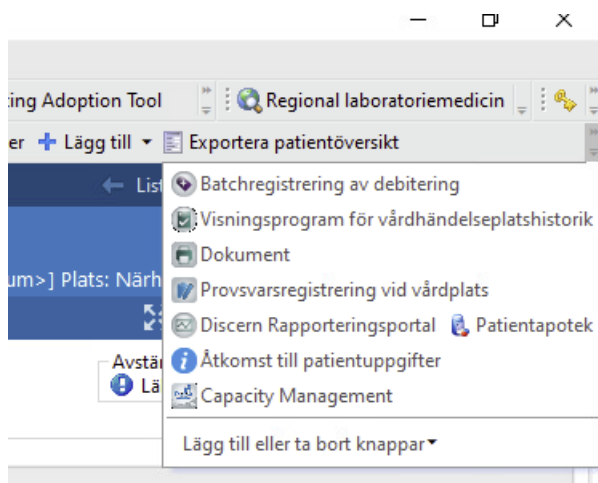 ing Adoption Tool Regional laboratoriemedicin
er Lägg till Exportera patientöversikt
List
Batchregistrering av debitering
Visningsprogram för vårdhändelseplatshistorik
Dokument
um>] Plats: Närh
Provsvarsregistrering vid vårdplats
Discern Rapporteringsportal Patientapotek
Avstä
Åtkomst till patientuppgifter
Lä
Capacity Management
Lägg till eller ta bort knappar